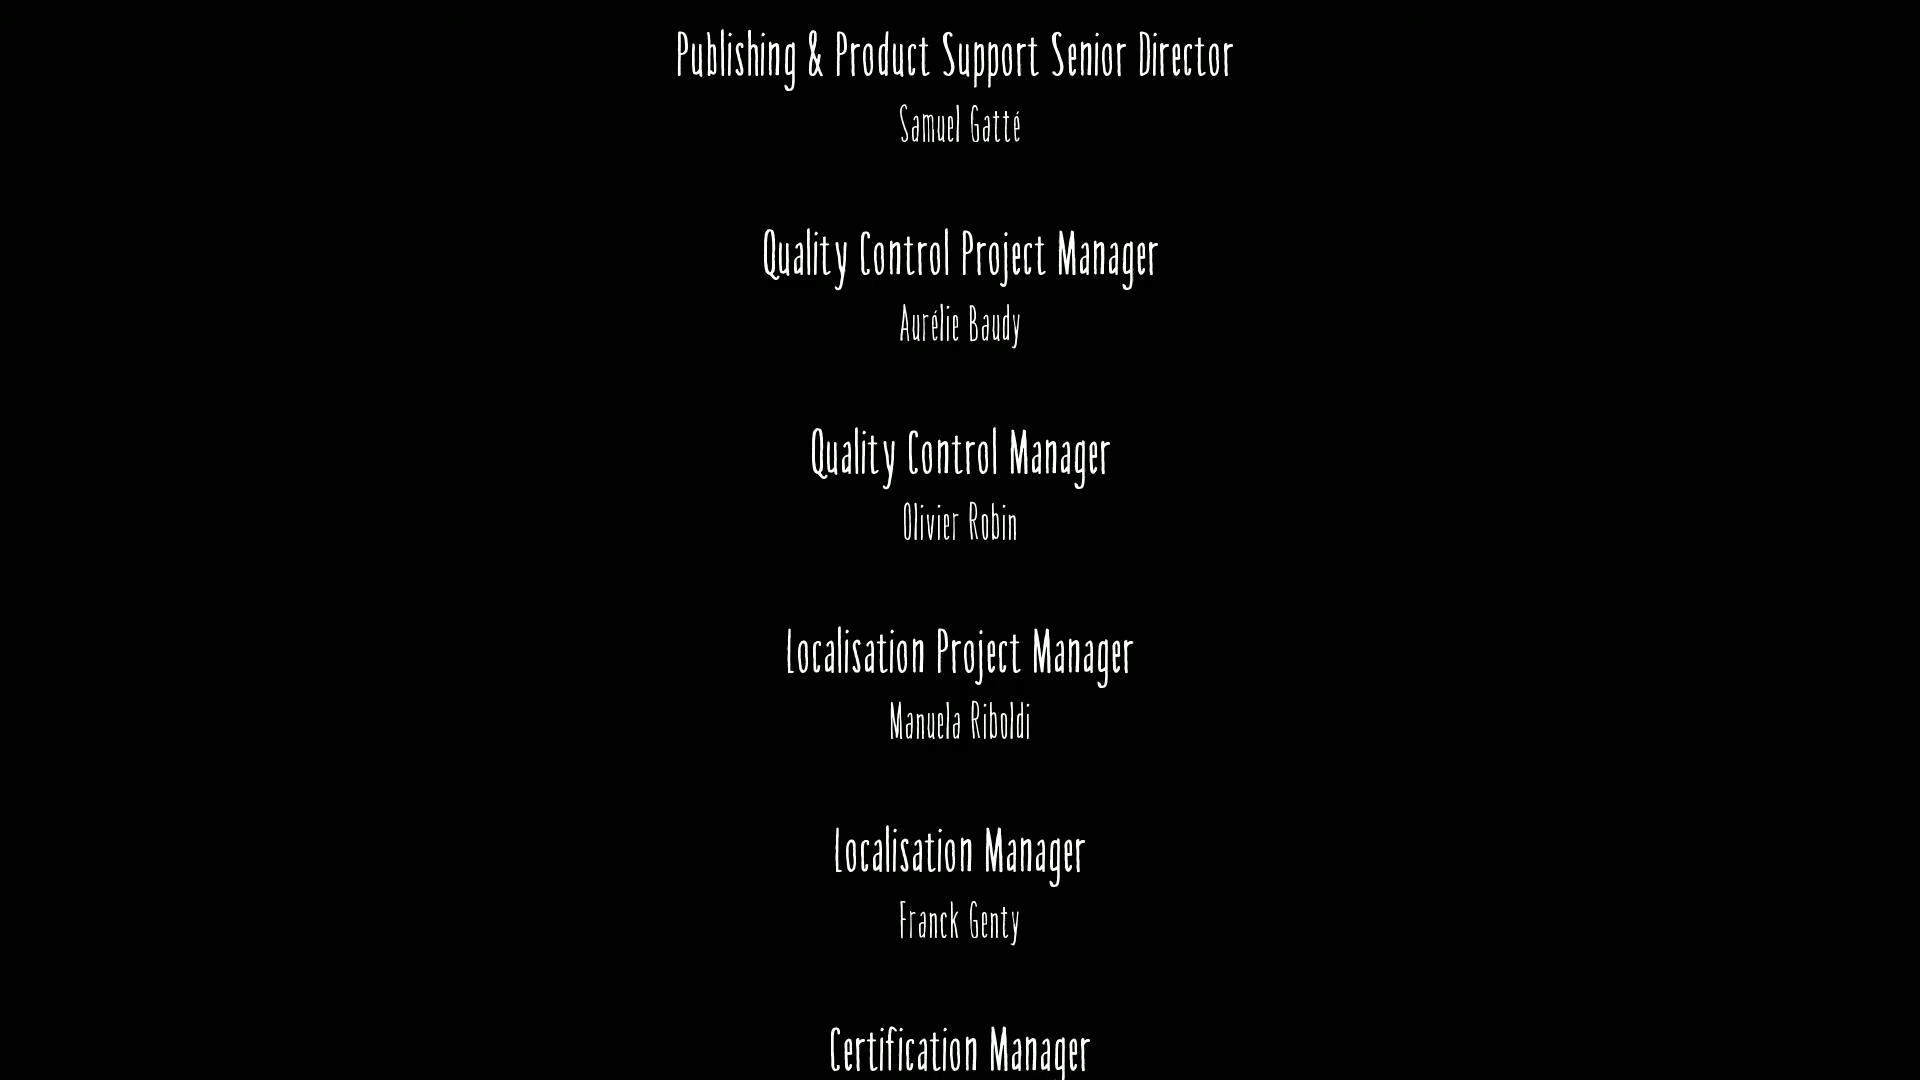 Publishing & Product Support Senior Director
Samuel Gatté
Quality Control Project Manager
Aurélie Baudy
Quality Control Manager
Olivier Robin
Localisation Project Manager
Manuela Riboldi
Localisation Manager
Franck Genty
Certification Manager